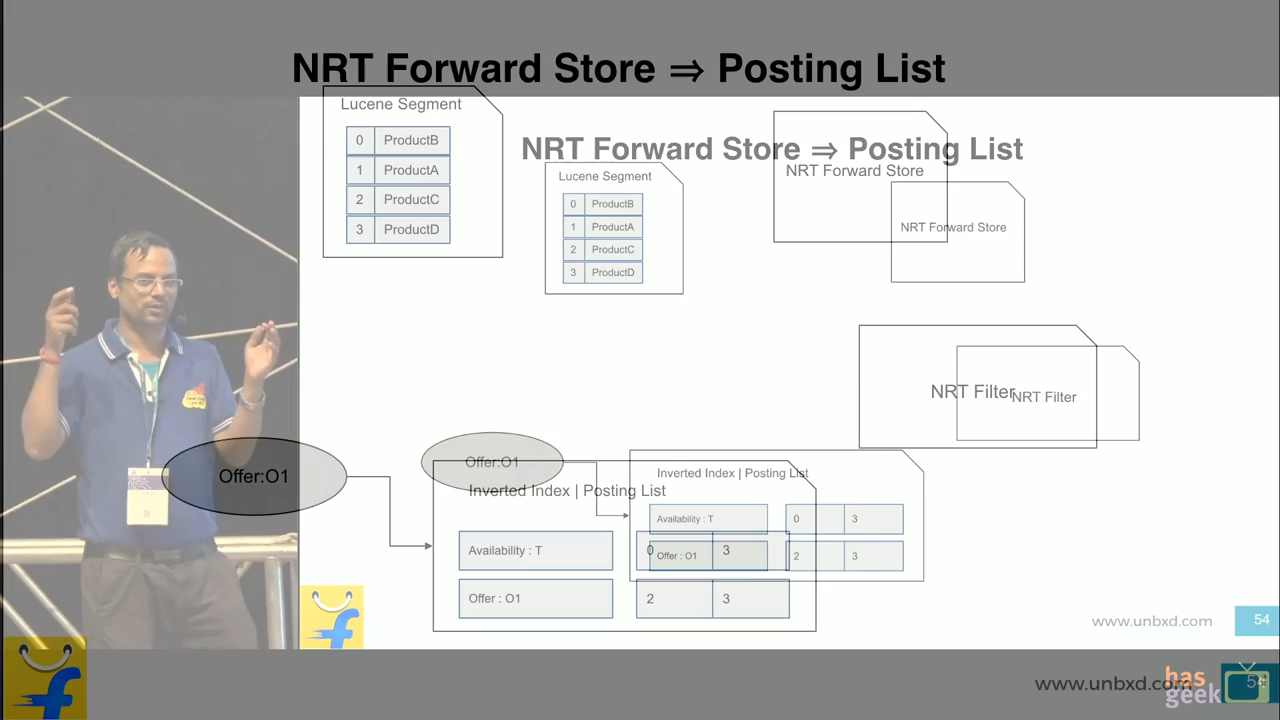 NRT Forward Store ⇒ Posting List
Lucene Segment
0 ProductB
1 ProductA
2 ProductC
3 ProductD
NRT Forward Store
NRT Filter
Offer:O1
Inverted Index | Posting List
Availability : T 0 3
Offer : O1 2 3
www.unbxd.com 54
NRT Forward Store ⇒ Posting List
Lucene Segment
0 ProductB
1 ProductA
2 ProductC
3 ProductD
NRT Forward Store
NRT Filter
Offer:O1
Inverted Index | Posting List
Availability : T 0 3
Offer : O1 2 3
www.unbxd.com 54
has
geek